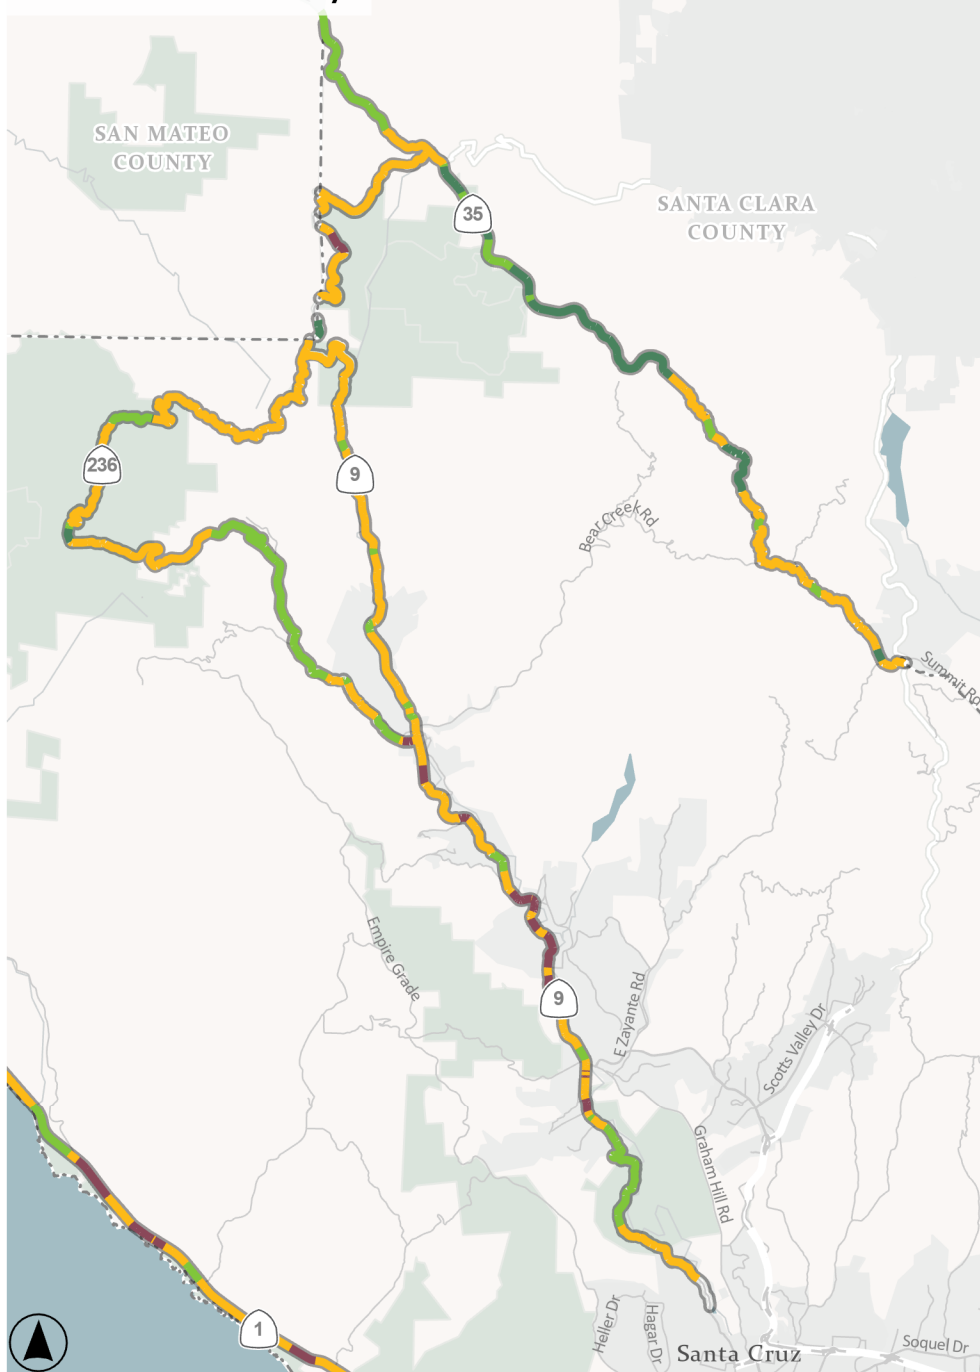 SAN MATEO
COUNTY
35
SANTA CLARA
COUNTY
236
9
Bear Creek Rd
Summit Rd
Empire Grade
9
E Zayante Rd
Scotts Valley Dr
Graham Hill Rd
1
Heller Dr
Hagar Dr
Santa Cruz
Soquel Dr